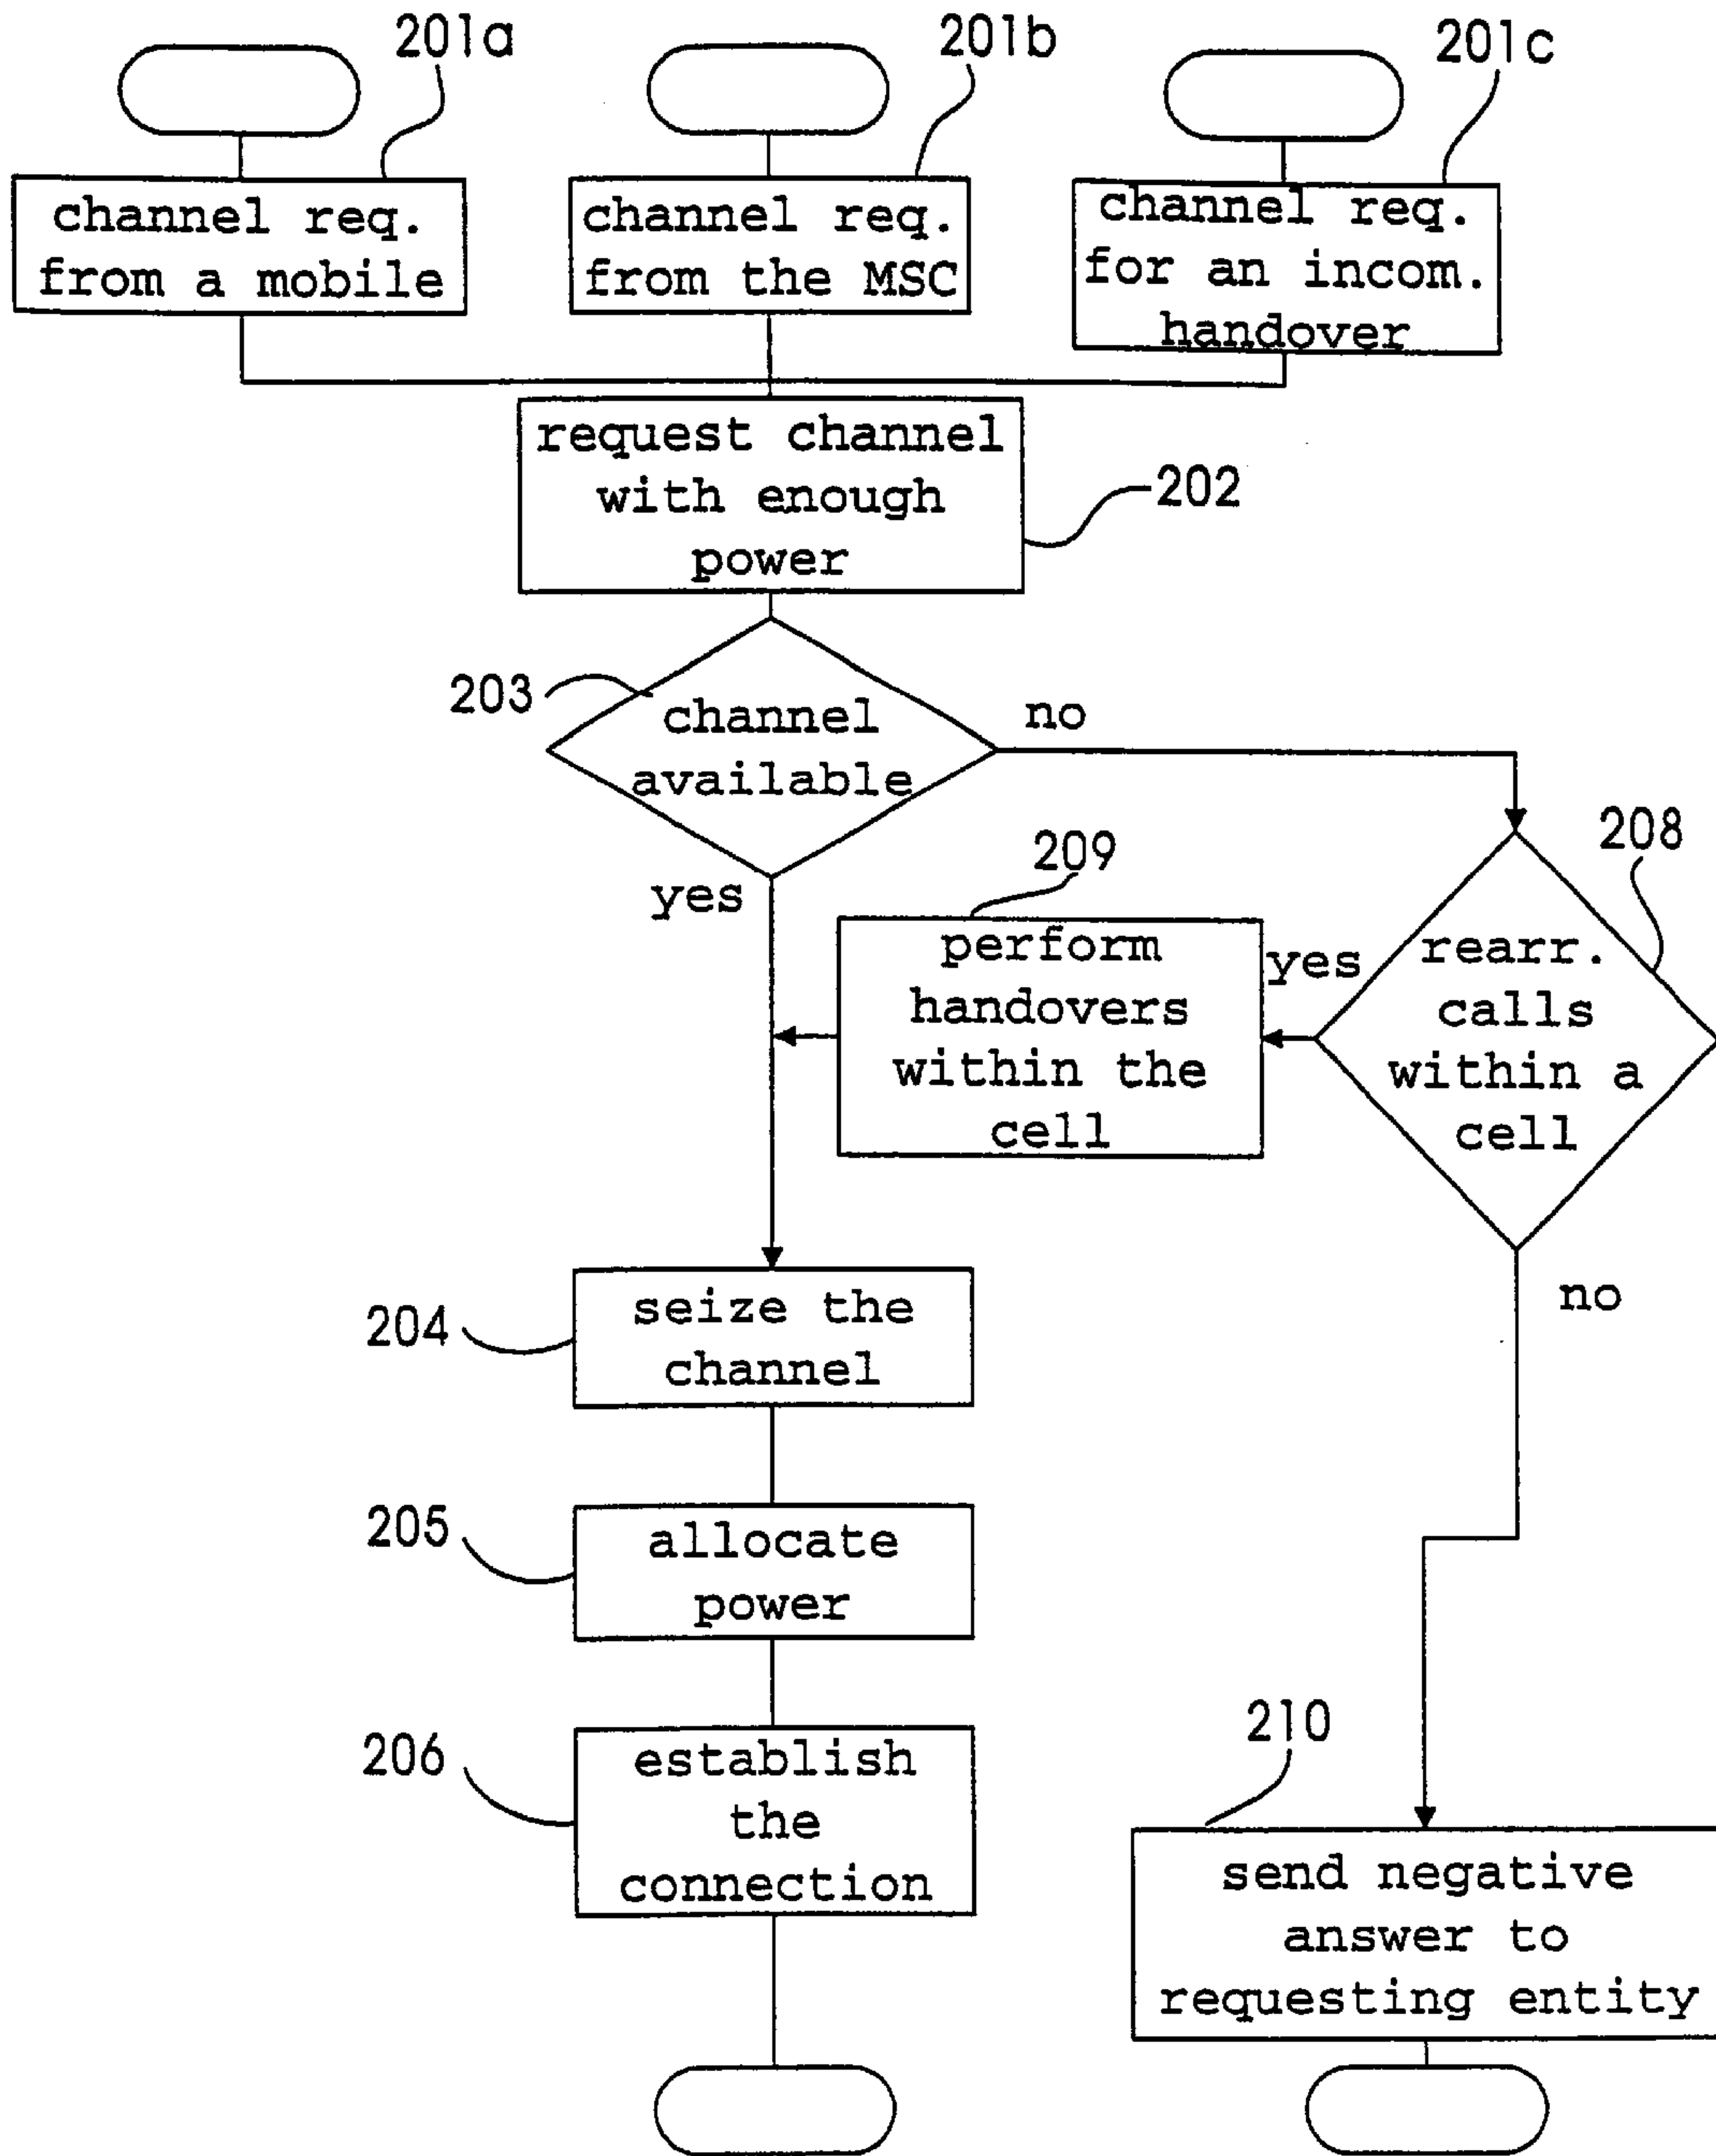 201a
201b
201c
channel req.
from a mobile
channel req.
from the MSC
channel req.
for an incom.
handover
request channel
with enough
power
202
203
channel
available
no
yes
208
rearr.
calls
within a
cell
yes
209
perform
handovers
within the
cell
no
204
seize the
channel
205
allocate
power
206
establish
the
connection
210
send negative
answer to
requesting entity